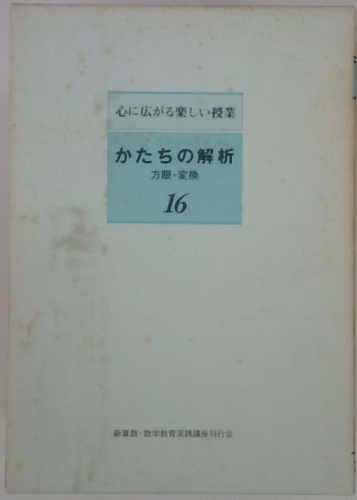 心に広がる楽しい授業
かたちの解析
方眼・変換
16
新算数・数学教育実践講座刊行会